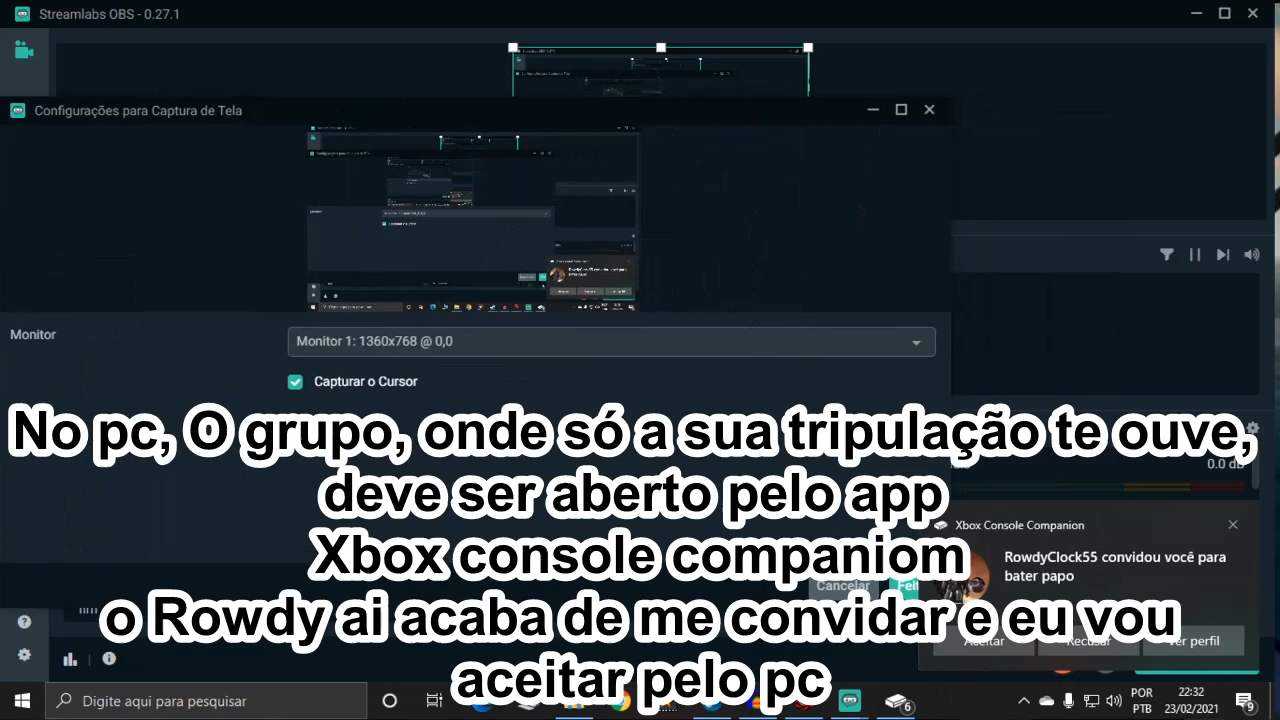 Streamlabs OBS - 0.27.1
Configurações para Captura de Tela
Monitor
Monitor 1: 1360x768 @ 0,0
Capturar o Cursor
No pc, O grupo, onde só a sua tripulação te ouve,
0.0 dB
deve ser aberto pelo app
Xbox Console Companion
Xbox console companiom
RowdyClock55 convidou você para
bater papo
Cancelar
o Rowdy ai acaba de me convidar e eu vou
Aceitar
Recusar
Ver perfil
aceitar pelo pc
Digite aqui para pesquisar
6
POR
PTB
22:32
23/02/2021
9